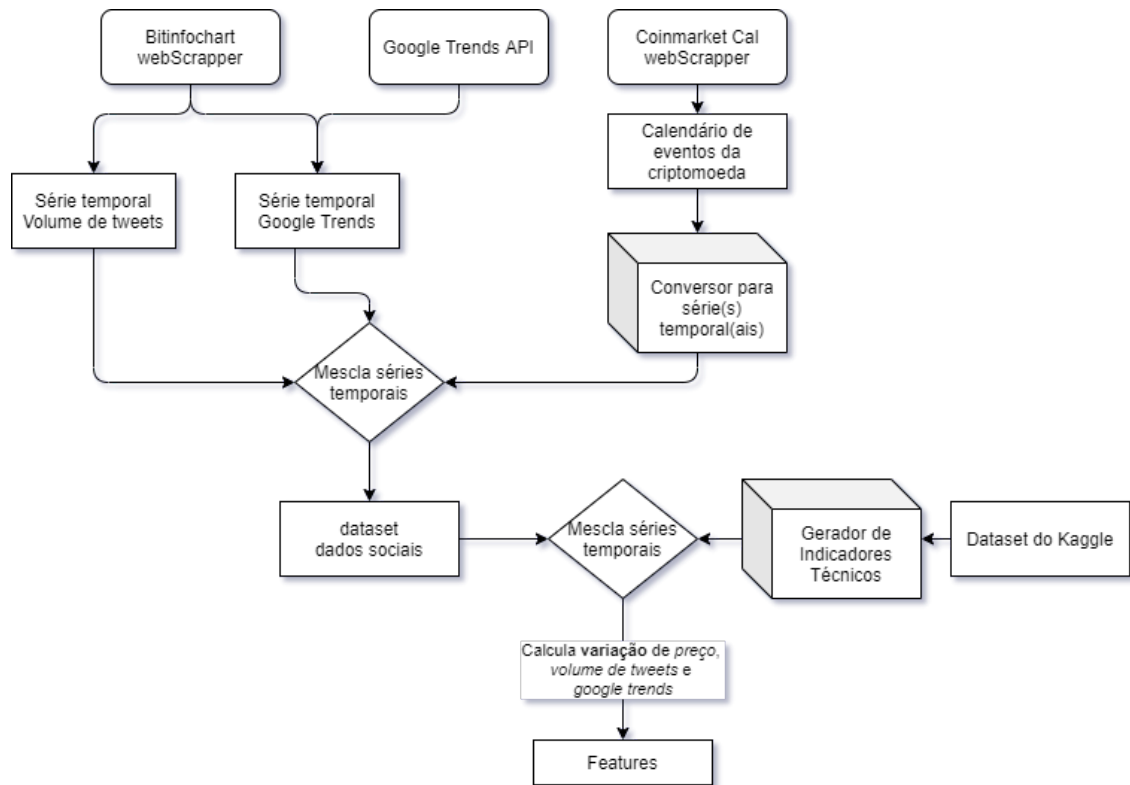 Bitinfochart
webScrapper
Google Trends API
Coinmarket Cal
webScrapper
Calendário de
eventos da
criptomoeda
Série temporal
Volume de tweets
Série temporal
Google Trends
Conversor para
série(s)
temporal(ais)
Mescla séries
temporais
dataset
dados sociais
Mescla séries
temporais
Gerador de
Indicadores
Técnicos
Dataset do Kaggle
Calcula variação de preço,
volume de tweets e
google trends
Features